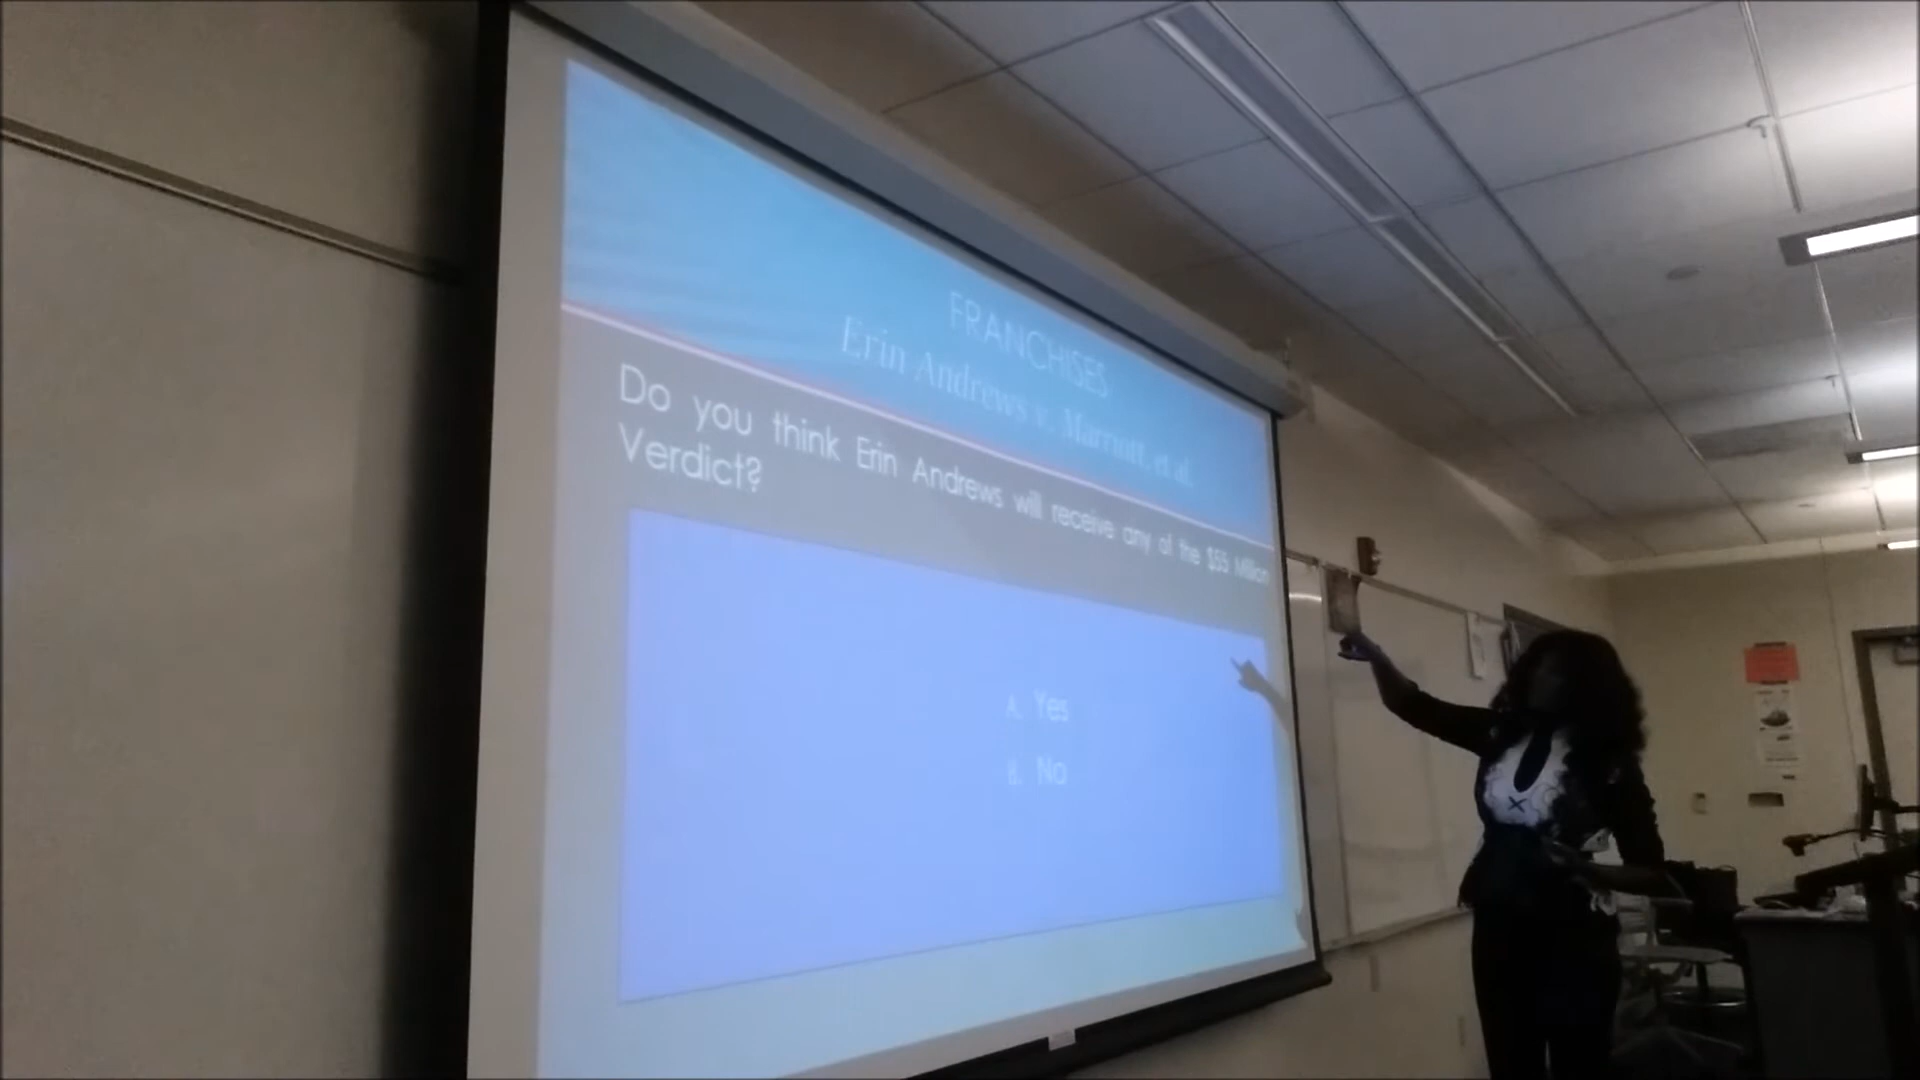 FRANCHISES
Erin Andrews v. Marriott, et al.
Do you think Erin Andrews will receive any of the $55 Million
Verdict?
A. Yes
B. No